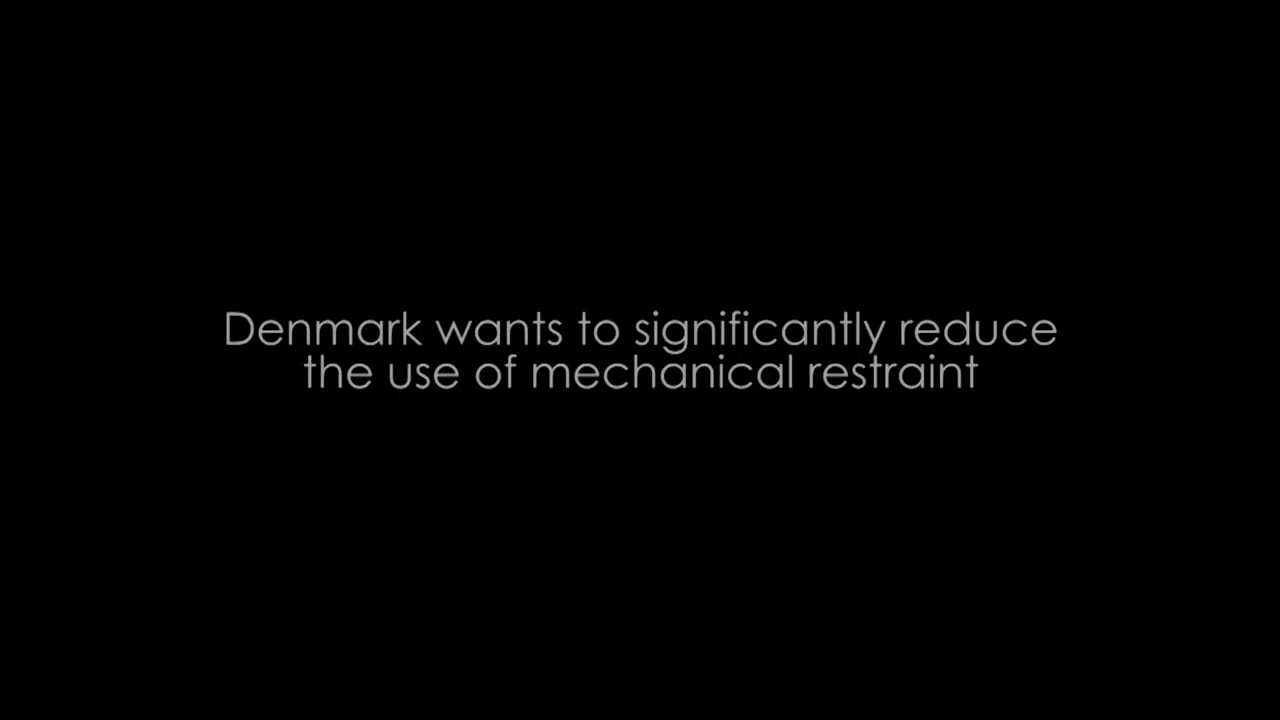 Denmark wants to significantly reduce
the use of mechanical restraint